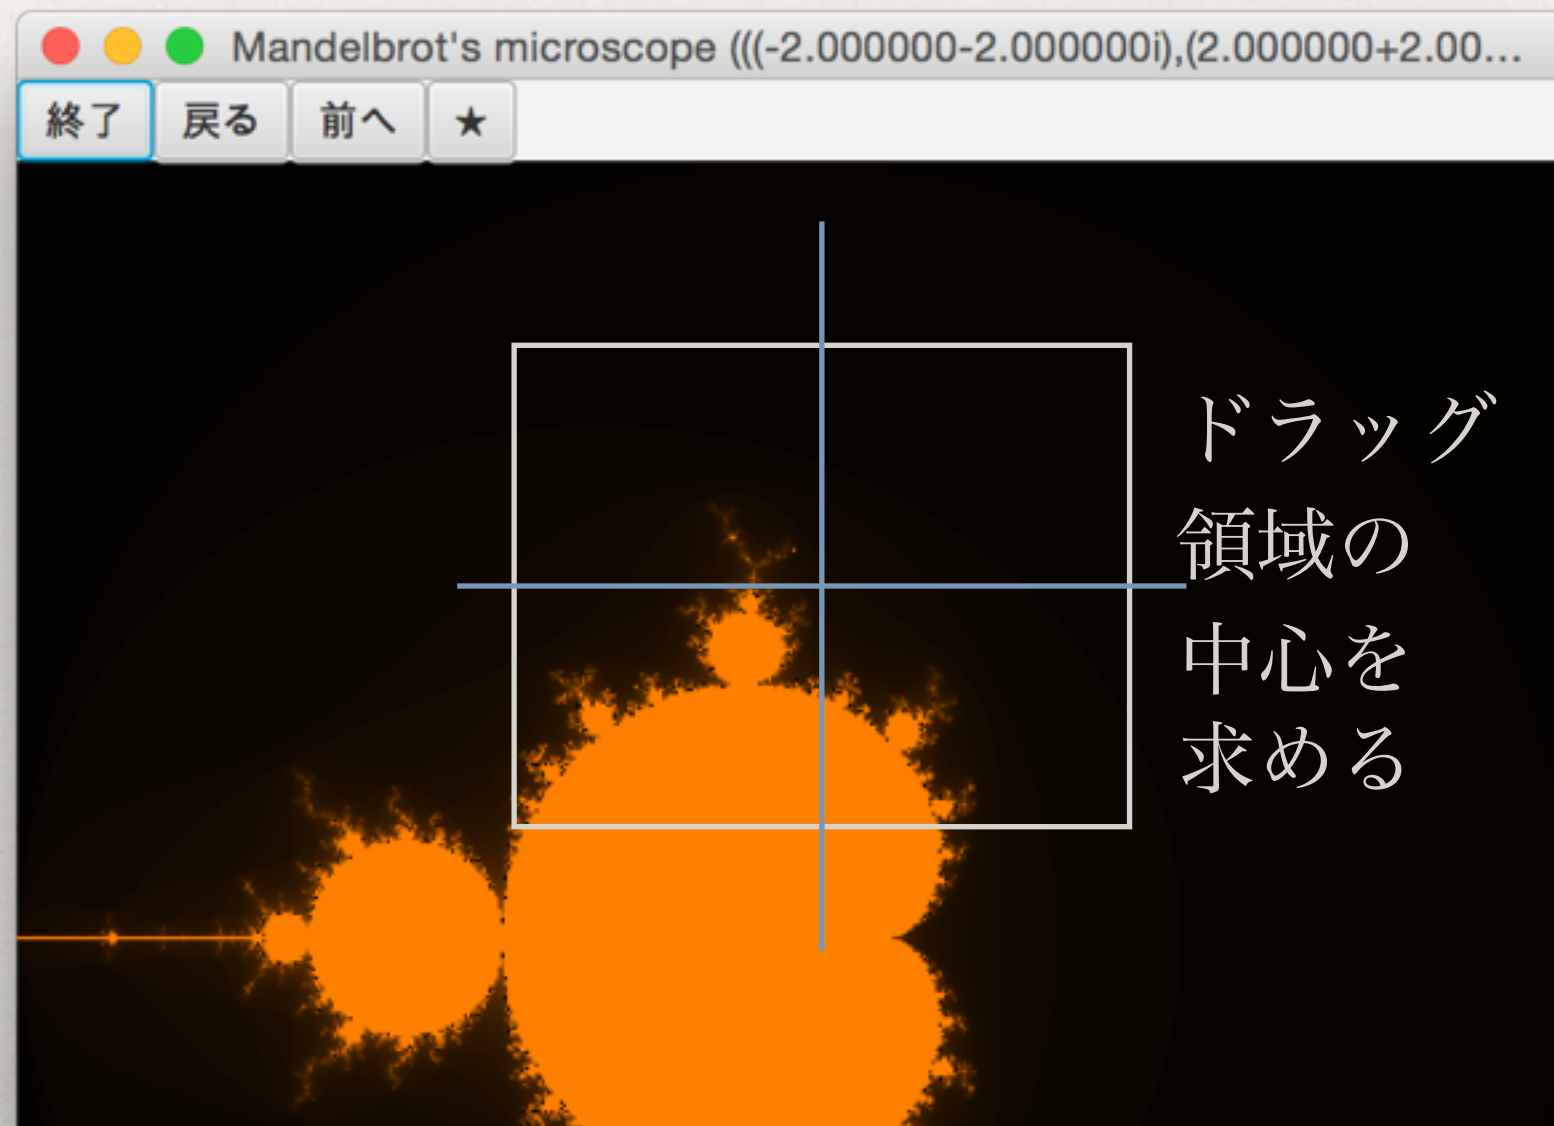 Mandelbrot's microscope (((-2.000000-2.000000i),(2.000000+2.00...
終了 戻る 前へ ★
ドラッグ
領域の
中心を
求める